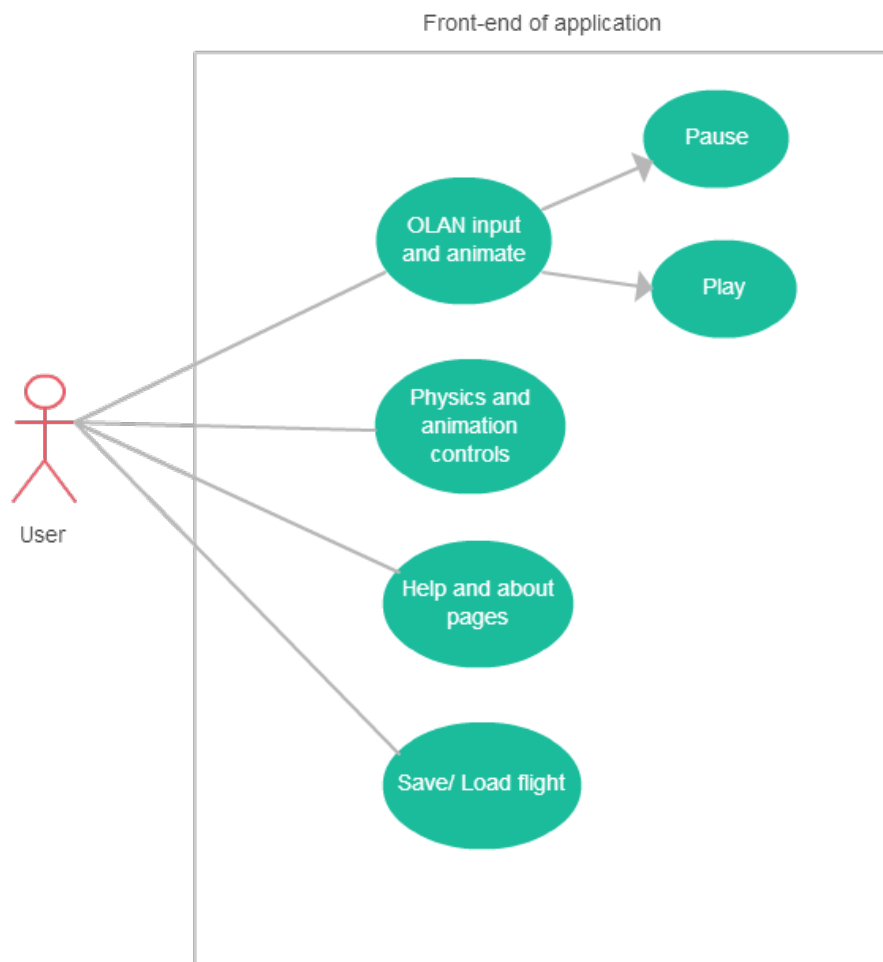 Front-end of application
Pause
OLAN input
and animate
Play
Physics and
animation
controls
User
Help and about
pages
Save/ Load flight